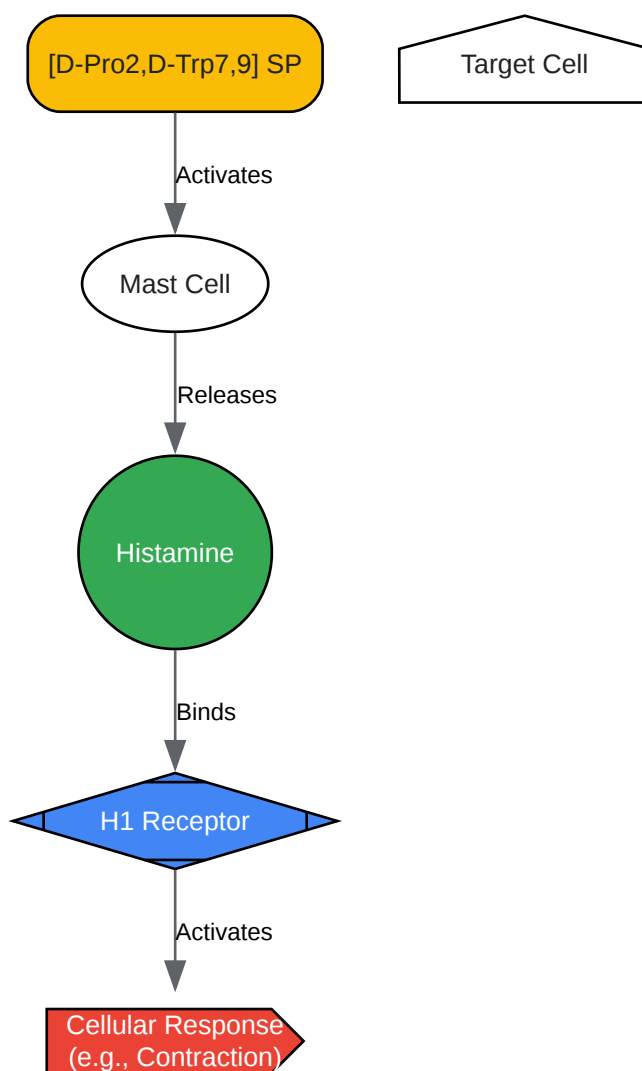 [D-Pro2,D-Trp7,9] SP
Target Cell
Activates
Mast Cell
Releases
Histamine
Binds
H1 Receptor
Activates
Cellular Response
(e.g., Contraction)